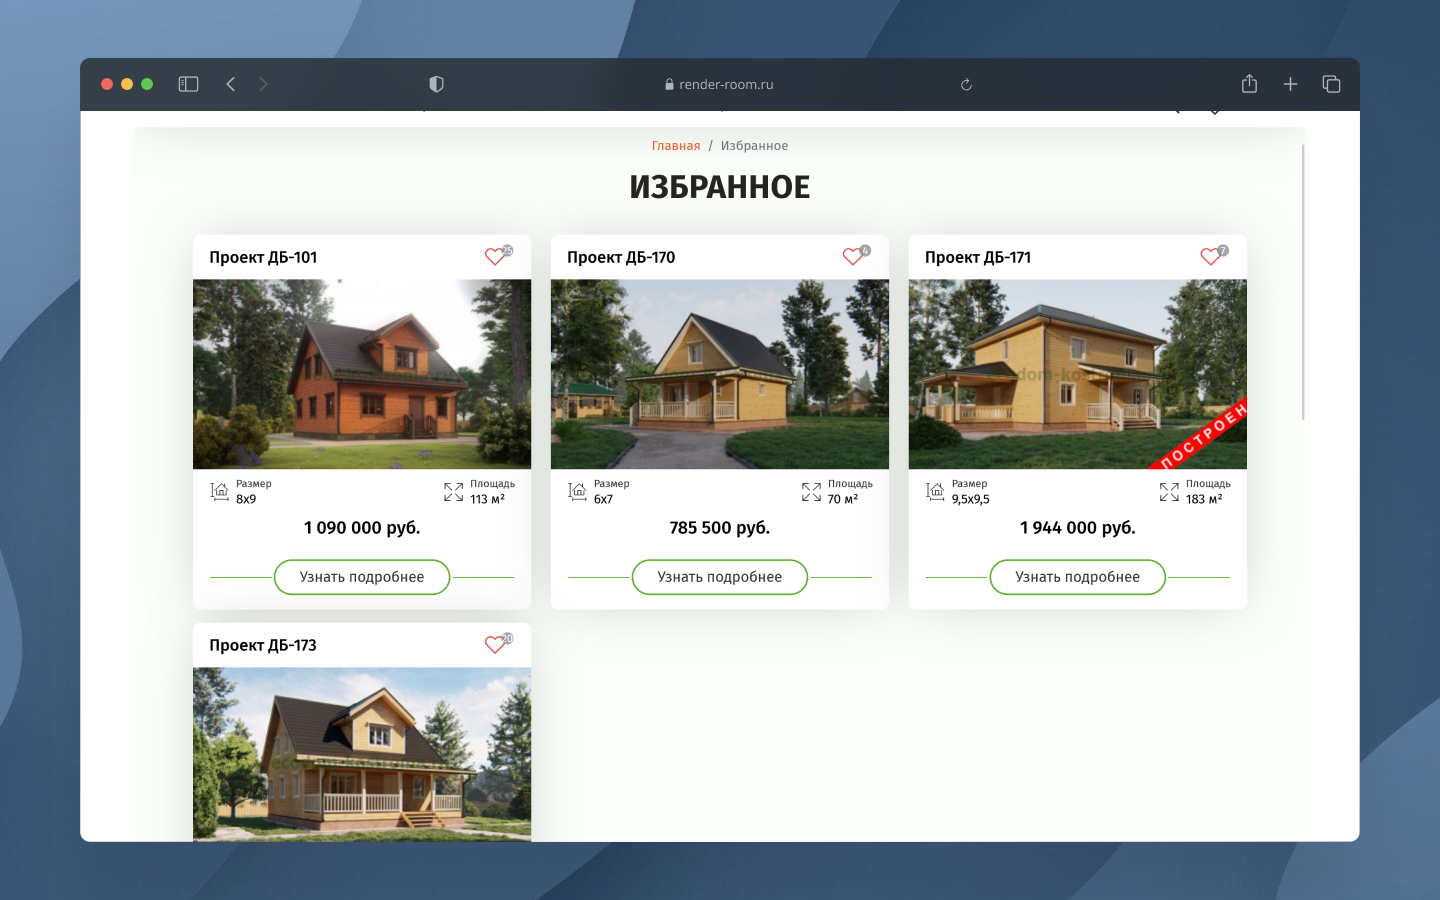 render-room.ru
Главная / Избранное
ИЗБРАННОЕ
Проект ДБ-101
25
Проект ДБ-170
4
Проект ДБ-171
7
ПОСТРОЕН
Размер
8x9
Площадь
113 м²
Размер
6x7
Площадь
70 м²
Размер
9,5x9,5
Площадь
183 м²
1 090 000 руб.
785 500 руб.
1 944 000 руб.
Узнать подробнее
Узнать подробнее
Узнать подробнее
Проект ДБ-173
20